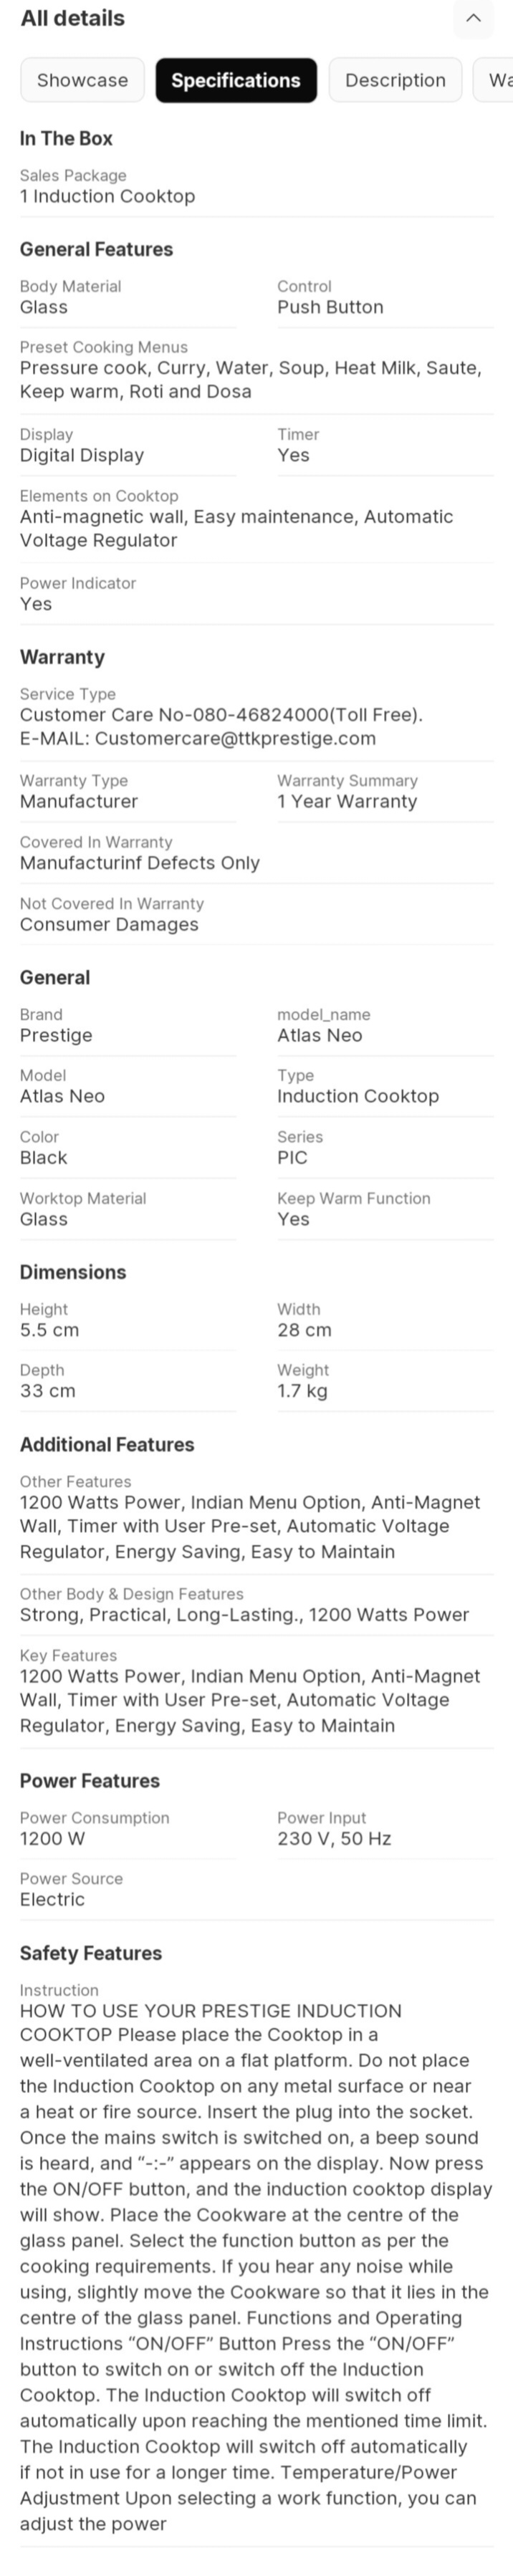 All details
Showcase
Specifications
Description
Wa
In The Box
Sales Package
1 Induction Cooktop
General Features
Body Material
Glass
Control
Push Button
Preset Cooking Menus
Pressure cook, Curry, Water, Soup, Heat Milk, Saute,
Keep warm, Roti and Dosa
Display
Digital Display
Timer
Yes
Elements on Cooktop
Anti-magnetic wall, Easy maintenance, Automatic
Voltage Regulator
Power Indicator
Yes
Warranty
Service Type
Customer Care No-080-46824000(Toll Free).
E-MAIL: Customercare@ttkprestige.com
Warranty Type
Manufacturer
Warranty Summary
1 Year Warranty
Covered In Warranty
Manufacturinf Defects Only
Not Covered In Warranty
Consumer Damages
General
Brand
Prestige
model_name
Atlas Neo
Model
Atlas Neo
Type
Induction Cooktop
Color
Black
Series
PIC
Worktop Material
Glass
Keep Warm Function
Yes
Dimensions
Height
5.5 cm
Width
28 cm
Depth
33 cm
Weight
1.7 kg
Additional Features
Other Features
1200 Watts Power, Indian Menu Option, Anti-Magnet
Wall, Timer with User Pre-set, Automatic Voltage
Regulator, Energy Saving, Easy to Maintain
Other Body & Design Features
Strong, Practical, Long-Lasting., 1200 Watts Power
Key Features
1200 Watts Power, Indian Menu Option, Anti-Magnet
Wall, Timer with User Pre-set, Automatic Voltage
Regulator, Energy Saving, Easy to Maintain
Power Features
Power Consumption
1200 W
Power Input
230 V, 50 Hz
Power Source
Electric
Safety Features
Instruction
HOW TO USE YOUR PRESTIGE INDUCTION
COOKTOP Please place the Cooktop in a
well-ventilated area on a flat platform. Do not place
the Induction Cooktop on any metal surface or near
a heat or fire source. Insert the plug into the socket.
Once the mains switch is switched on, a beep sound
is heard, and “-:-” appears on the display. Now press
the ON/OFF button, and the induction cooktop display
will show. Place the Cookware at the centre of the
glass panel. Select the function button as per the
cooking requirements. If you hear any noise while
using, slightly move the Cookware so that it lies in the
centre of the glass panel. Functions and Operating
Instructions “ON/OFF” Button Press the “ON/OFF”
button to switch on or switch off the Induction
Cooktop. The Induction Cooktop will switch off
automatically upon reaching the mentioned time limit.
The Induction Cooktop will switch off automatically
if not in use for a longer time. Temperature/Power
Adjustment Upon selecting a work function, you can
adjust the power